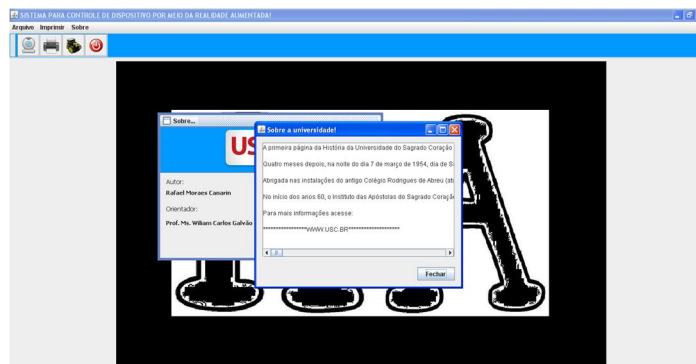 SISTEMA PARA CONTROLE DE DISPOSITIVO POR MEIO DA REALIDADE ALIMENTADA!
Arquivo Imprimir Sobre
Sobre...
US
Autor:
Rafael Moraes Canarin
Orientador:
Prof. Ms. Wiliam Carlos Galvão
Sobre a universidade!
A primeira página da História da Universidade do Sagrado Coração
Quatro meses depois, na noite do dia 7 de março de 1954, dia de S
Abrigada nas instalações do antigo Colégio Rodrigues de Abreu (at
No início dos anos 60, o Instituto das Apóstolas do Sagrado Coraçã
Para mais informações acesse:
*****************WWW.USC.BR********************
Fechar